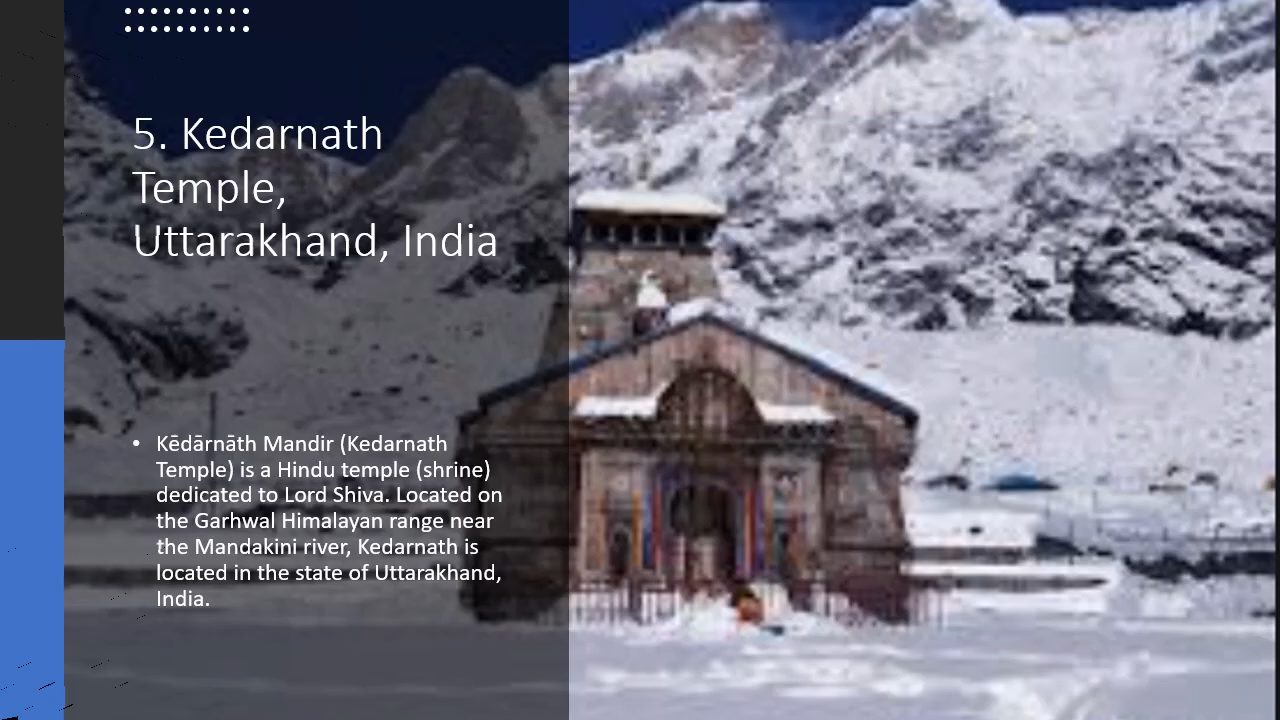 5. Kedarnath
Temple,
Uttarakhand, India
• Kēdārnāth Mandir (Kedarnath
Temple) is a Hindu temple (shrine)
dedicated to Lord Shiva. Located on
the Garhwal Himalayan range near
the Mandakini river, Kedarnath is
located in the state of Uttarakhand,
India.